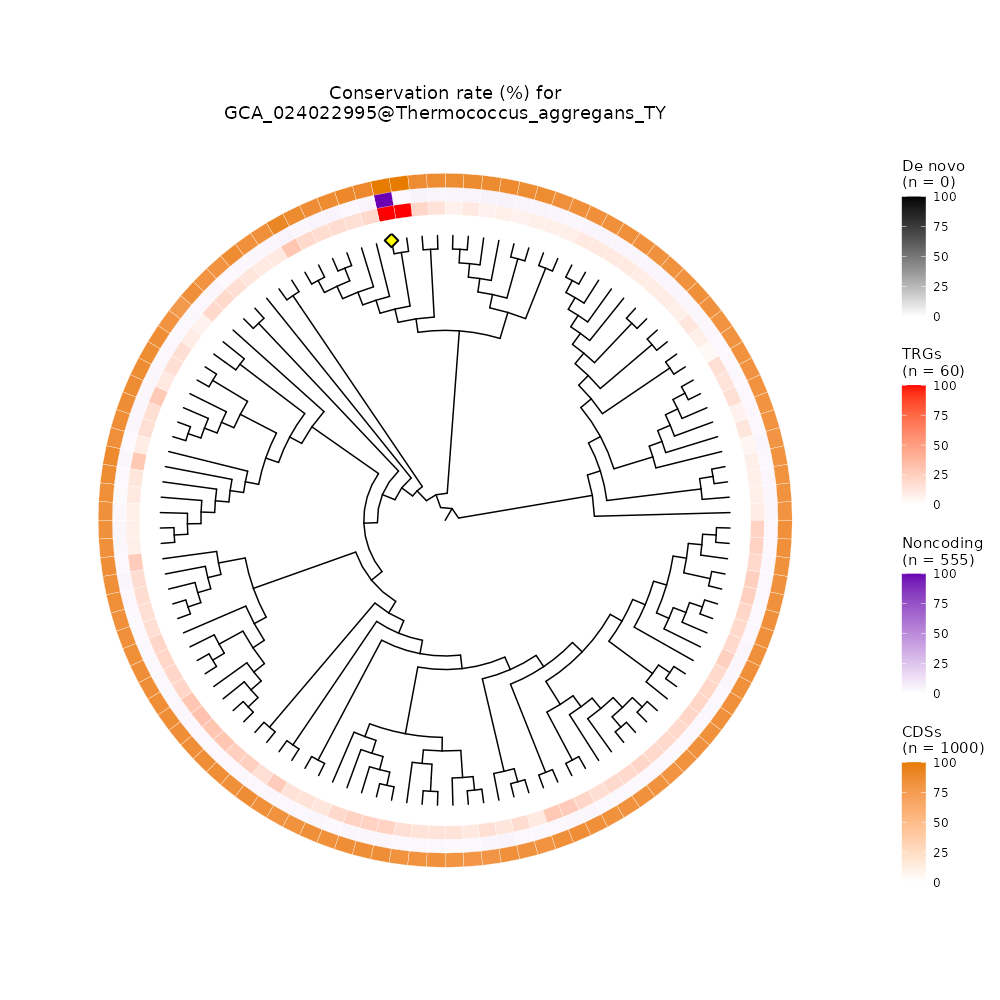 Conservation rate (%) for
GCA_024022995@Thermococcus_aggregans_TY
De novo
(n = 0)
100
75
50
25
0
TRGs
(n = 60)
100
75
50
25
0
Noncoding
(n = 555)
100
75
50
25
0
CDSs
(n = 1000)
100
75
50
25
0